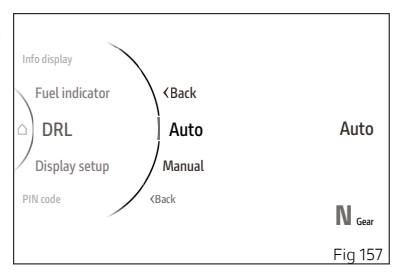 Info display
Fuel indicator
‹Back
DRL
Auto
Auto
Display setup
Manual
PIN code
‹Back
N Gear
Fig 157